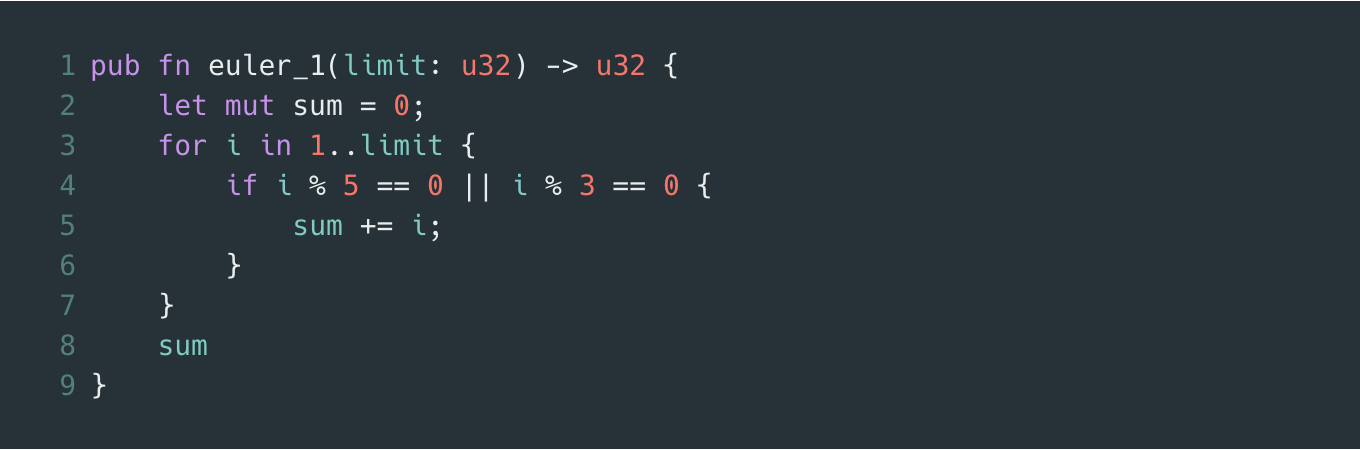 1 pub fn euler_1(limit: u32) -> u32 {
2     let mut sum = 0;
3     for i in 1..limit {
4         if i % 5 == 0 || i % 3 == 0 {
5             sum += i;
6         }
7     }
8     sum
9 }